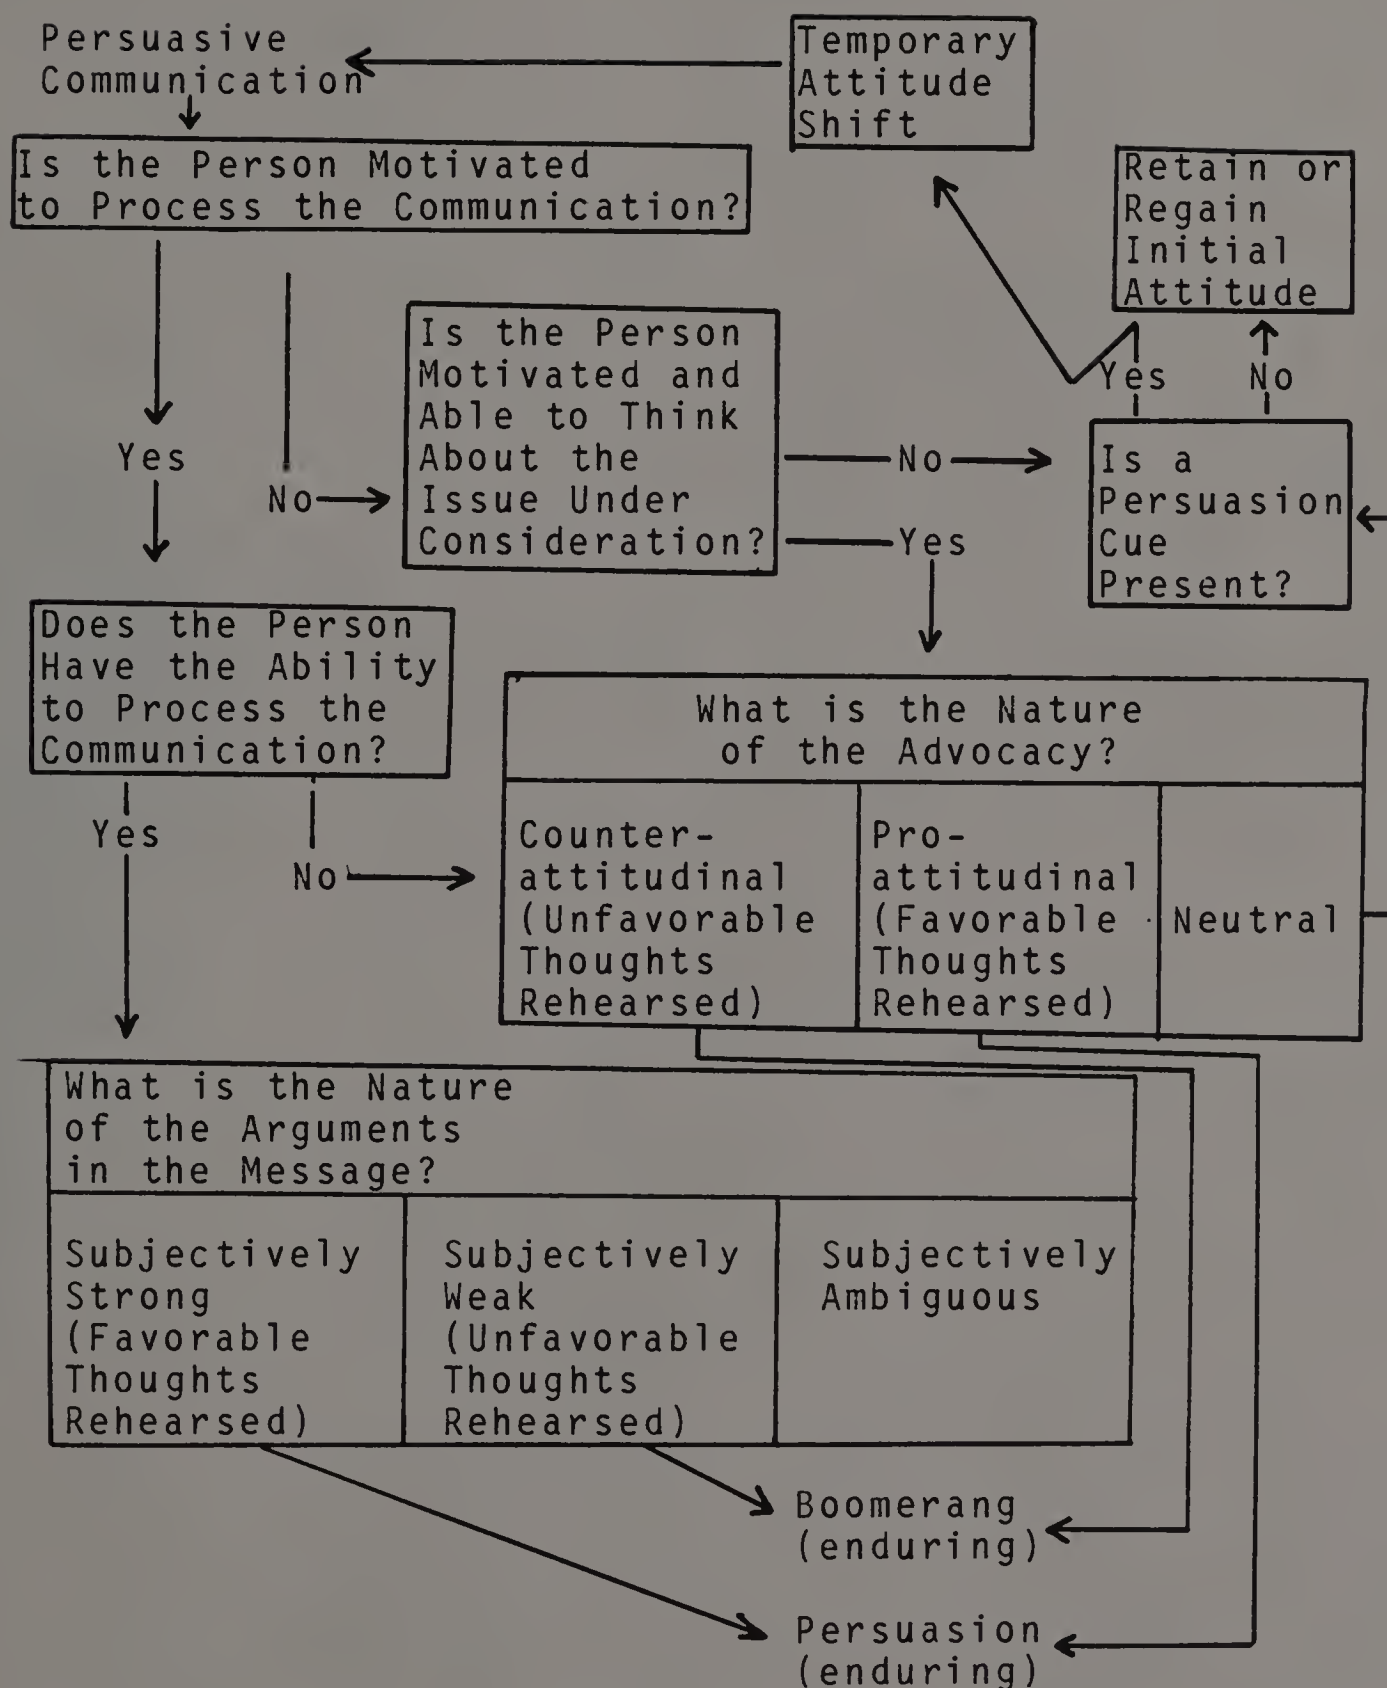 Persuasive
Communication
Temporary
Attitude
Shift
Is the Person Motivated
to Process the Communication?
Retain or
Regain
Initial
Attitude
Is the Person
Motivated and
Able to Think
About the
Issue Under
Consideration?
Yes
No
Yes
No
No
Yes
Is a
Persuasion
Cue
Present?
Does the Person
Have the Ability
to Process the
Communication?
Yes
No
What is the Nature
of the Advocacy?
Counter-
attitudinal
(Unfavorable
Thoughts
Rehearsed)
Pro-
attitudinal
(Favorable
Thoughts
Rehearsed)
Neutral
What is the Nature
of the Arguments
in the Message?
Subjectively
Strong
(Favorable
Thoughts
Rehearsed)
Subjectively
Weak
(Unfavorable
Thoughts
Rehearsed)
Subjectively
Ambiguous
Boomerang
(enduring)
Persuasion
(enduring)